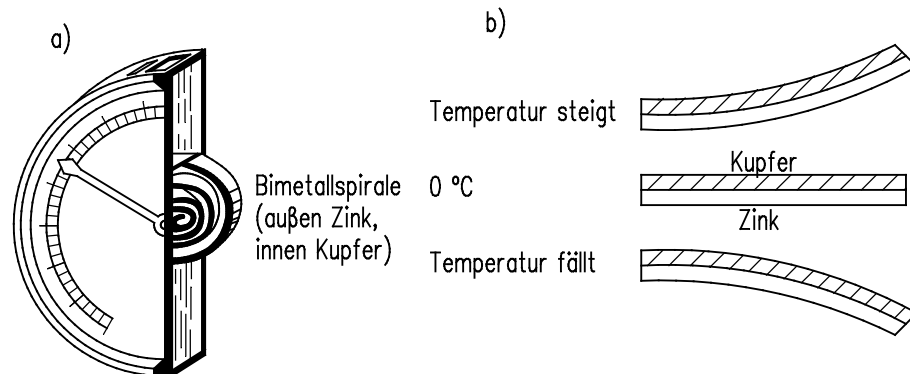 a)
Bimetallspirale
(außen Zink,
innen Kupfer)
b)
Temperatur steigt
Kupfer
0 °C
Zink
Temperatur fällt